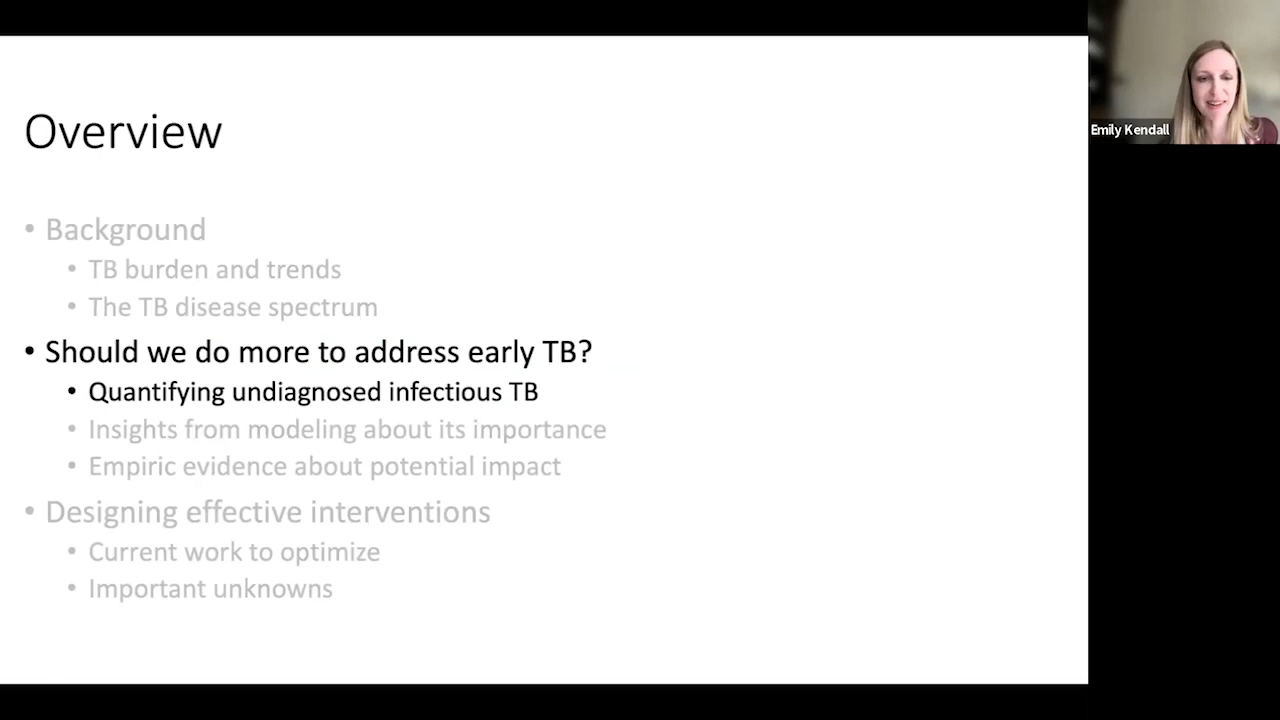 Overview
• Background
• TB burden and trends
• The TB disease spectrum
• Should we do more to address early TB?
• Quantifying undiagnosed infectious TB
• Insights from modeling about its importance
• Empiric evidence about potential impact
• Designing effective interventions
• Current work to optimize
• Important unknowns
Emily Kendall